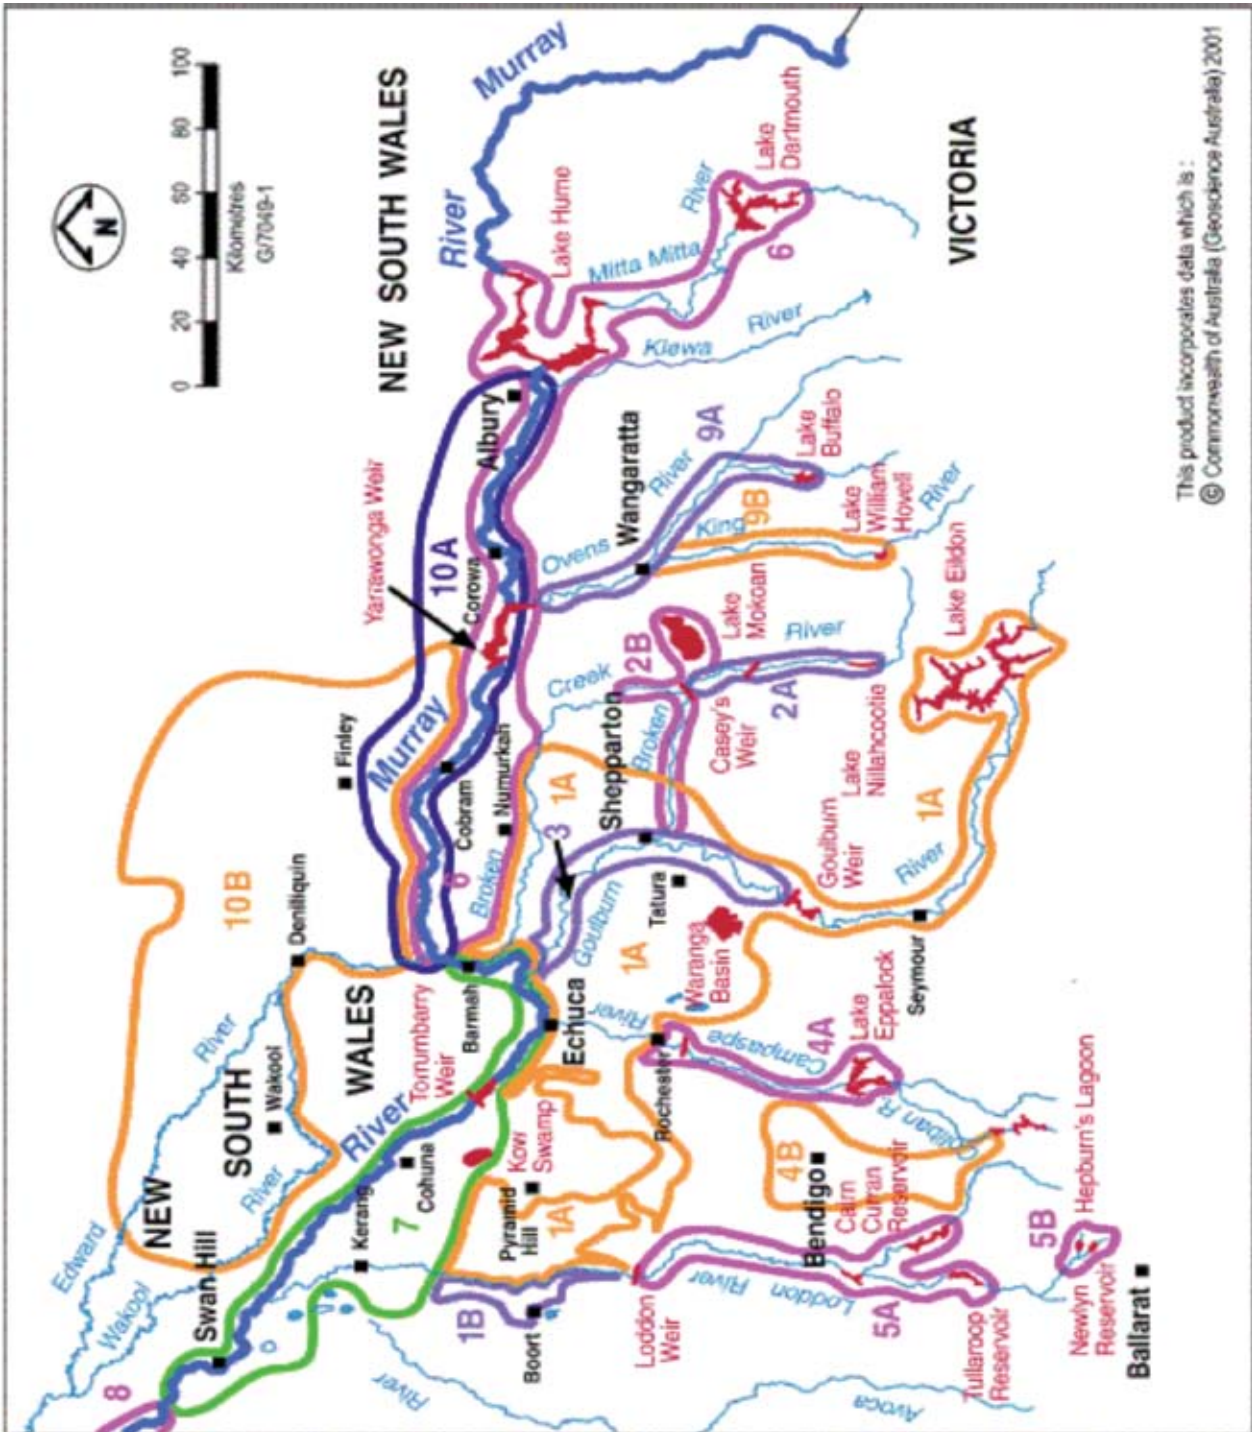 N
0 20 40 60 80 100
Kilometres
G/7049-1
NEW SOUTH WALES
VICTORIA
NEW
SOUTH
WALES
River
Murray
Murray
River
Lake Hume
Lake
Dartmouth
Mitta Mitta
River
6
Kiewa
River
Albury
Yarrawonga Weir
10A
Corowa
Wangaratta
Ovens
River
9A
King
9B
River
Lake
Buffalo
Lake
William
Hovell
Lake
Mokoan
2B
River
2A
Creek
Broken
Casey's
Weir
Lake
Nillahcootie
Lake Eildon
1A
River
Finley
Cobram
Numurkah
6
Broken
1A
Shepparton
3
Goulburn
Tatura
Goulburn
Weir
Seymour
Waranga
Basin
1A
10B
Deniliquin
Barmah
Echuca
River
Campaspe
Rochester
4A
Lake
Eppalock
Coliban R
Torrumbarry
Weir
Edward
River
Wakool
Wakool
River
Swan Hill
Kerang
Cohuna
7
8
Kow
Swamp
Pyramid
Hill
1A
1B
Boort
Loddon
Weir
Loddon River
4B
Bendigo
Cairn
Curran
Reservoir
5A
Tullaroop
Reservoir
5B
Hepburn's Lagoon
Newlyn
Reservoir
Ballarat
Avoca
River
This product incorporates data which is :
© Commonwealth of Australia (Geoscience Australia) 2001